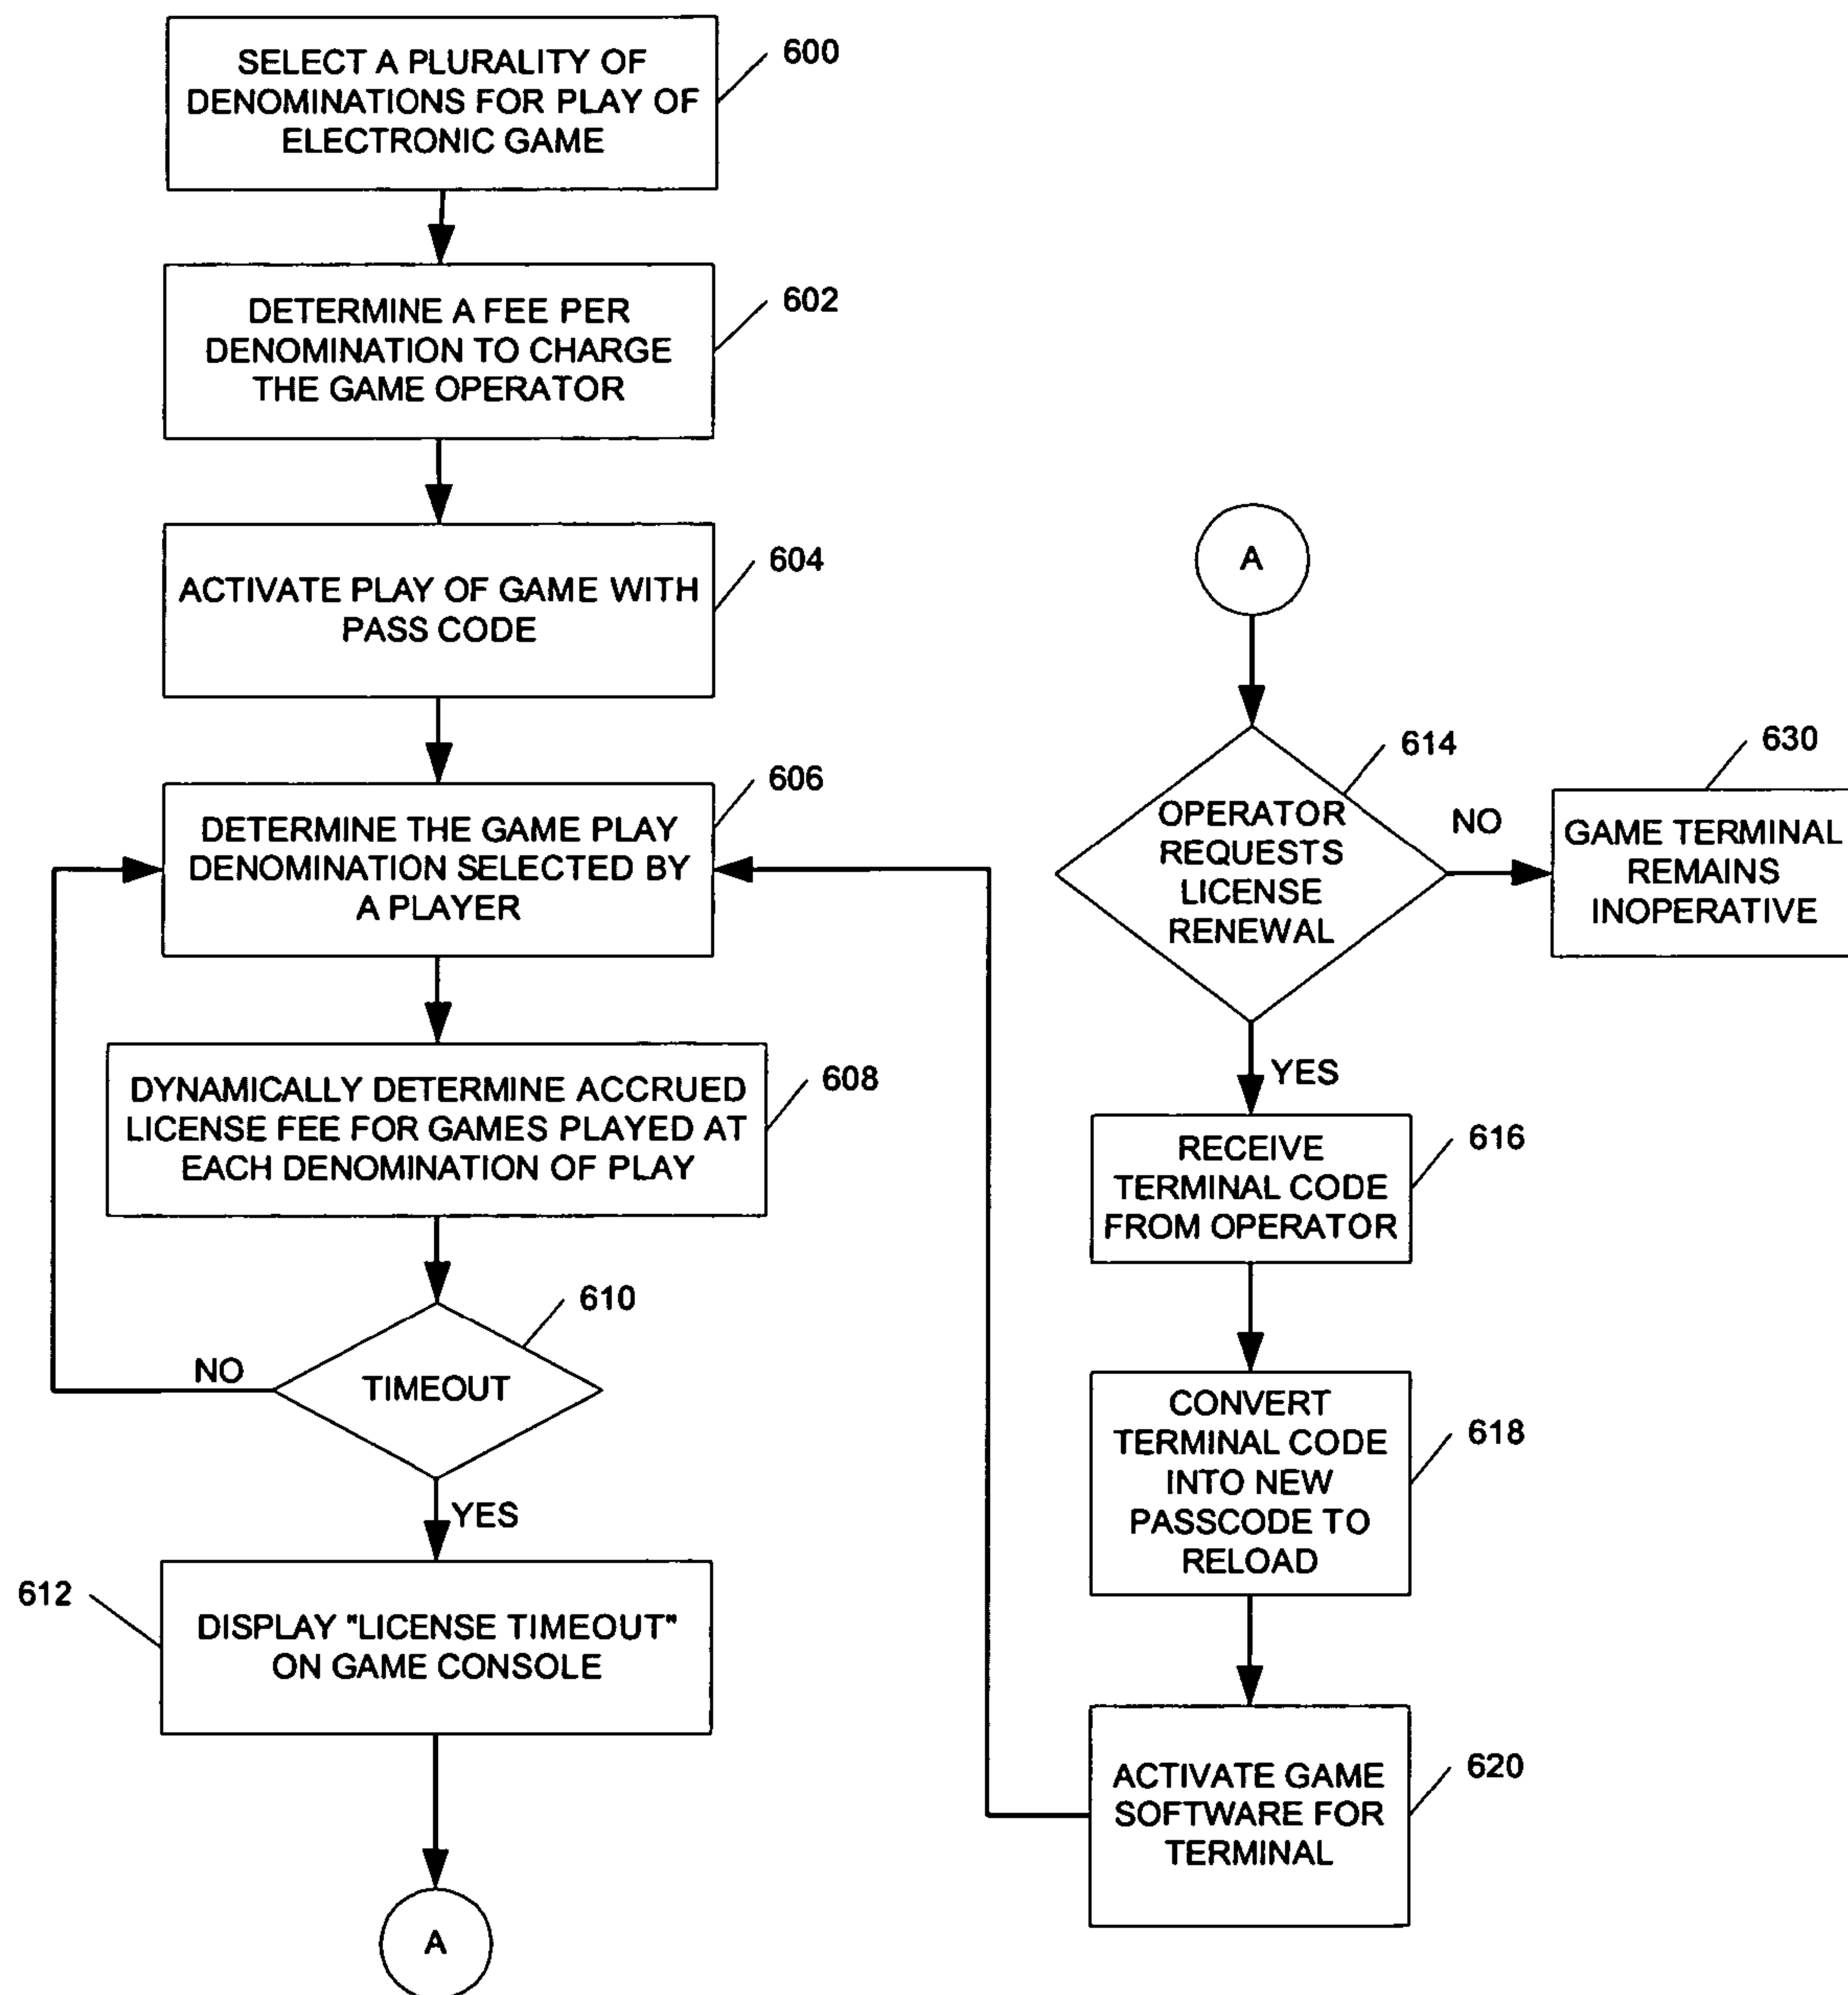 SELECT A PLURALITY OF
DENOMINATIONS FOR PLAY OF
ELECTRONIC GAME
600
DETERMINE A FEE PER
DENOMINATION TO CHARGE
THE GAME OPERATOR
602
ACTIVATE PLAY OF GAME WITH
PASS CODE
604
DETERMINE THE GAME PLAY
DENOMINATION SELECTED BY
A PLAYER
606
DYNAMICALLY DETERMINE ACCRUED
LICENSE FEE FOR GAMES PLAYED AT
EACH DENOMINATION OF PLAY
608
TIMEOUT
610
NO
YES
612
DISPLAY "LICENSE TIMEOUT"
ON GAME CONSOLE
A
A
OPERATOR
REQUESTS
LICENSE
RENEWAL
614
NO
GAME TERMINAL
REMAINS
INOPERATIVE
630
YES
RECEIVE
TERMINAL CODE
FROM OPERATOR
616
CONVERT
TERMINAL CODE
INTO NEW
PASSCODE TO
RELOAD
618
ACTIVATE GAME
SOFTWARE FOR
TERMINAL
620